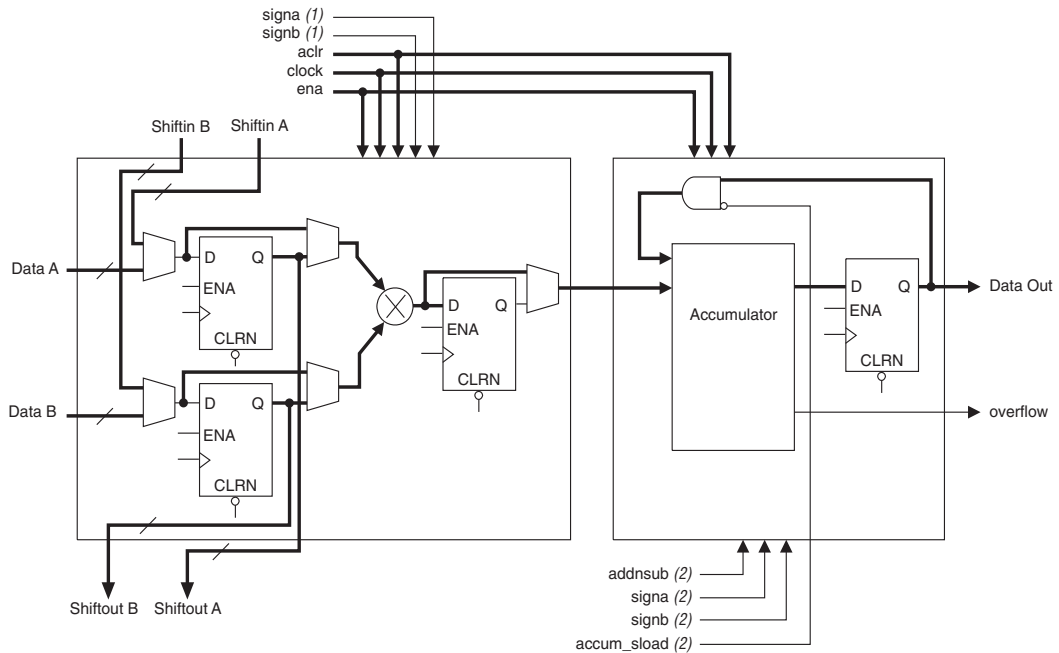 signa (1)
signb (1)
aclr
clock
ena
Shiftin B
Shiftin A
Data A
D
Q
ENA
CLRN
D
Q
ENA
CLRN
Accumulator
D
Q
ENA
CLRN
Data Out
Data B
D
Q
ENA
CLRN
overflow
Shiftout B
Shiftout A
addnsub (2)
signa (2)
signb (2)
accum_sload (2)